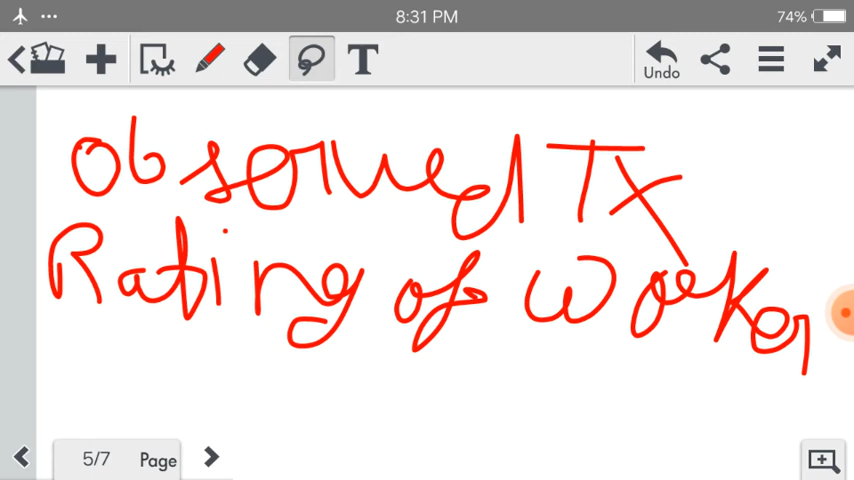 8:31 PM
74%
T
Undo
Observed Tx
Rating of Worker
5/7 Page